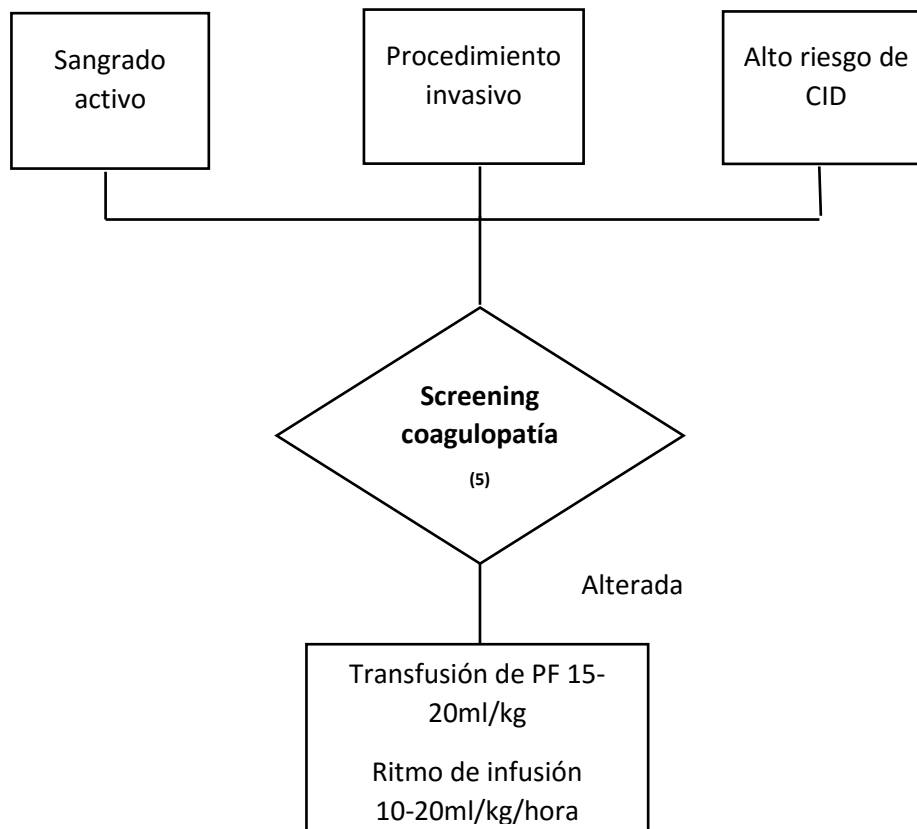 Sangrado
activo
Procedimiento
invasivo
Alto riesgo de
CID
Screening
coagulopatía
(5)
Alterada
Transfusión de PF 15-
20ml/kg
Ritmo de infusión
10-20ml/kg/hora